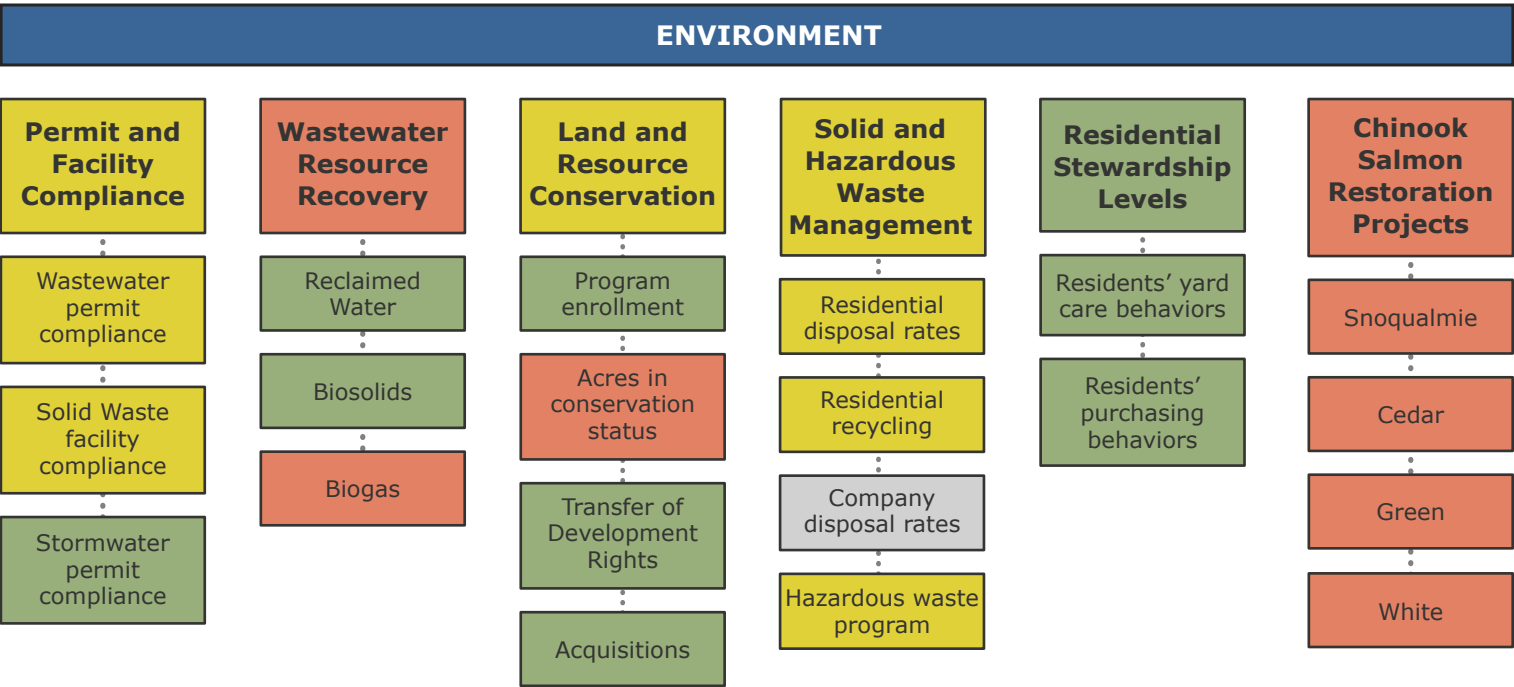 ENVIRONMENT
Permit and
Facility
Compliance
Wastewater
permit
compliance
Solid Waste
facility
compliance
Stormwater
permit
compliance
Wastewater
Resource
Recovery
Reclaimed
Water
Biosolids
Biogas
Land and
Resource
Conservation
Program
enrollment
Acres in
conservation
status
Transfer of
Development
Rights
Acquisitions
Solid and
Hazardous
Waste
Management
Residential
disposal rates
Residential
recycling
Company
disposal rates
Hazardous waste
program
Residential
Stewardship
Levels
Residents’ yard
care behaviors
Residents’
purchasing
behaviors
Chinook
Salmon
Restoration
Projects
Snoqualmie
Cedar
Green
White